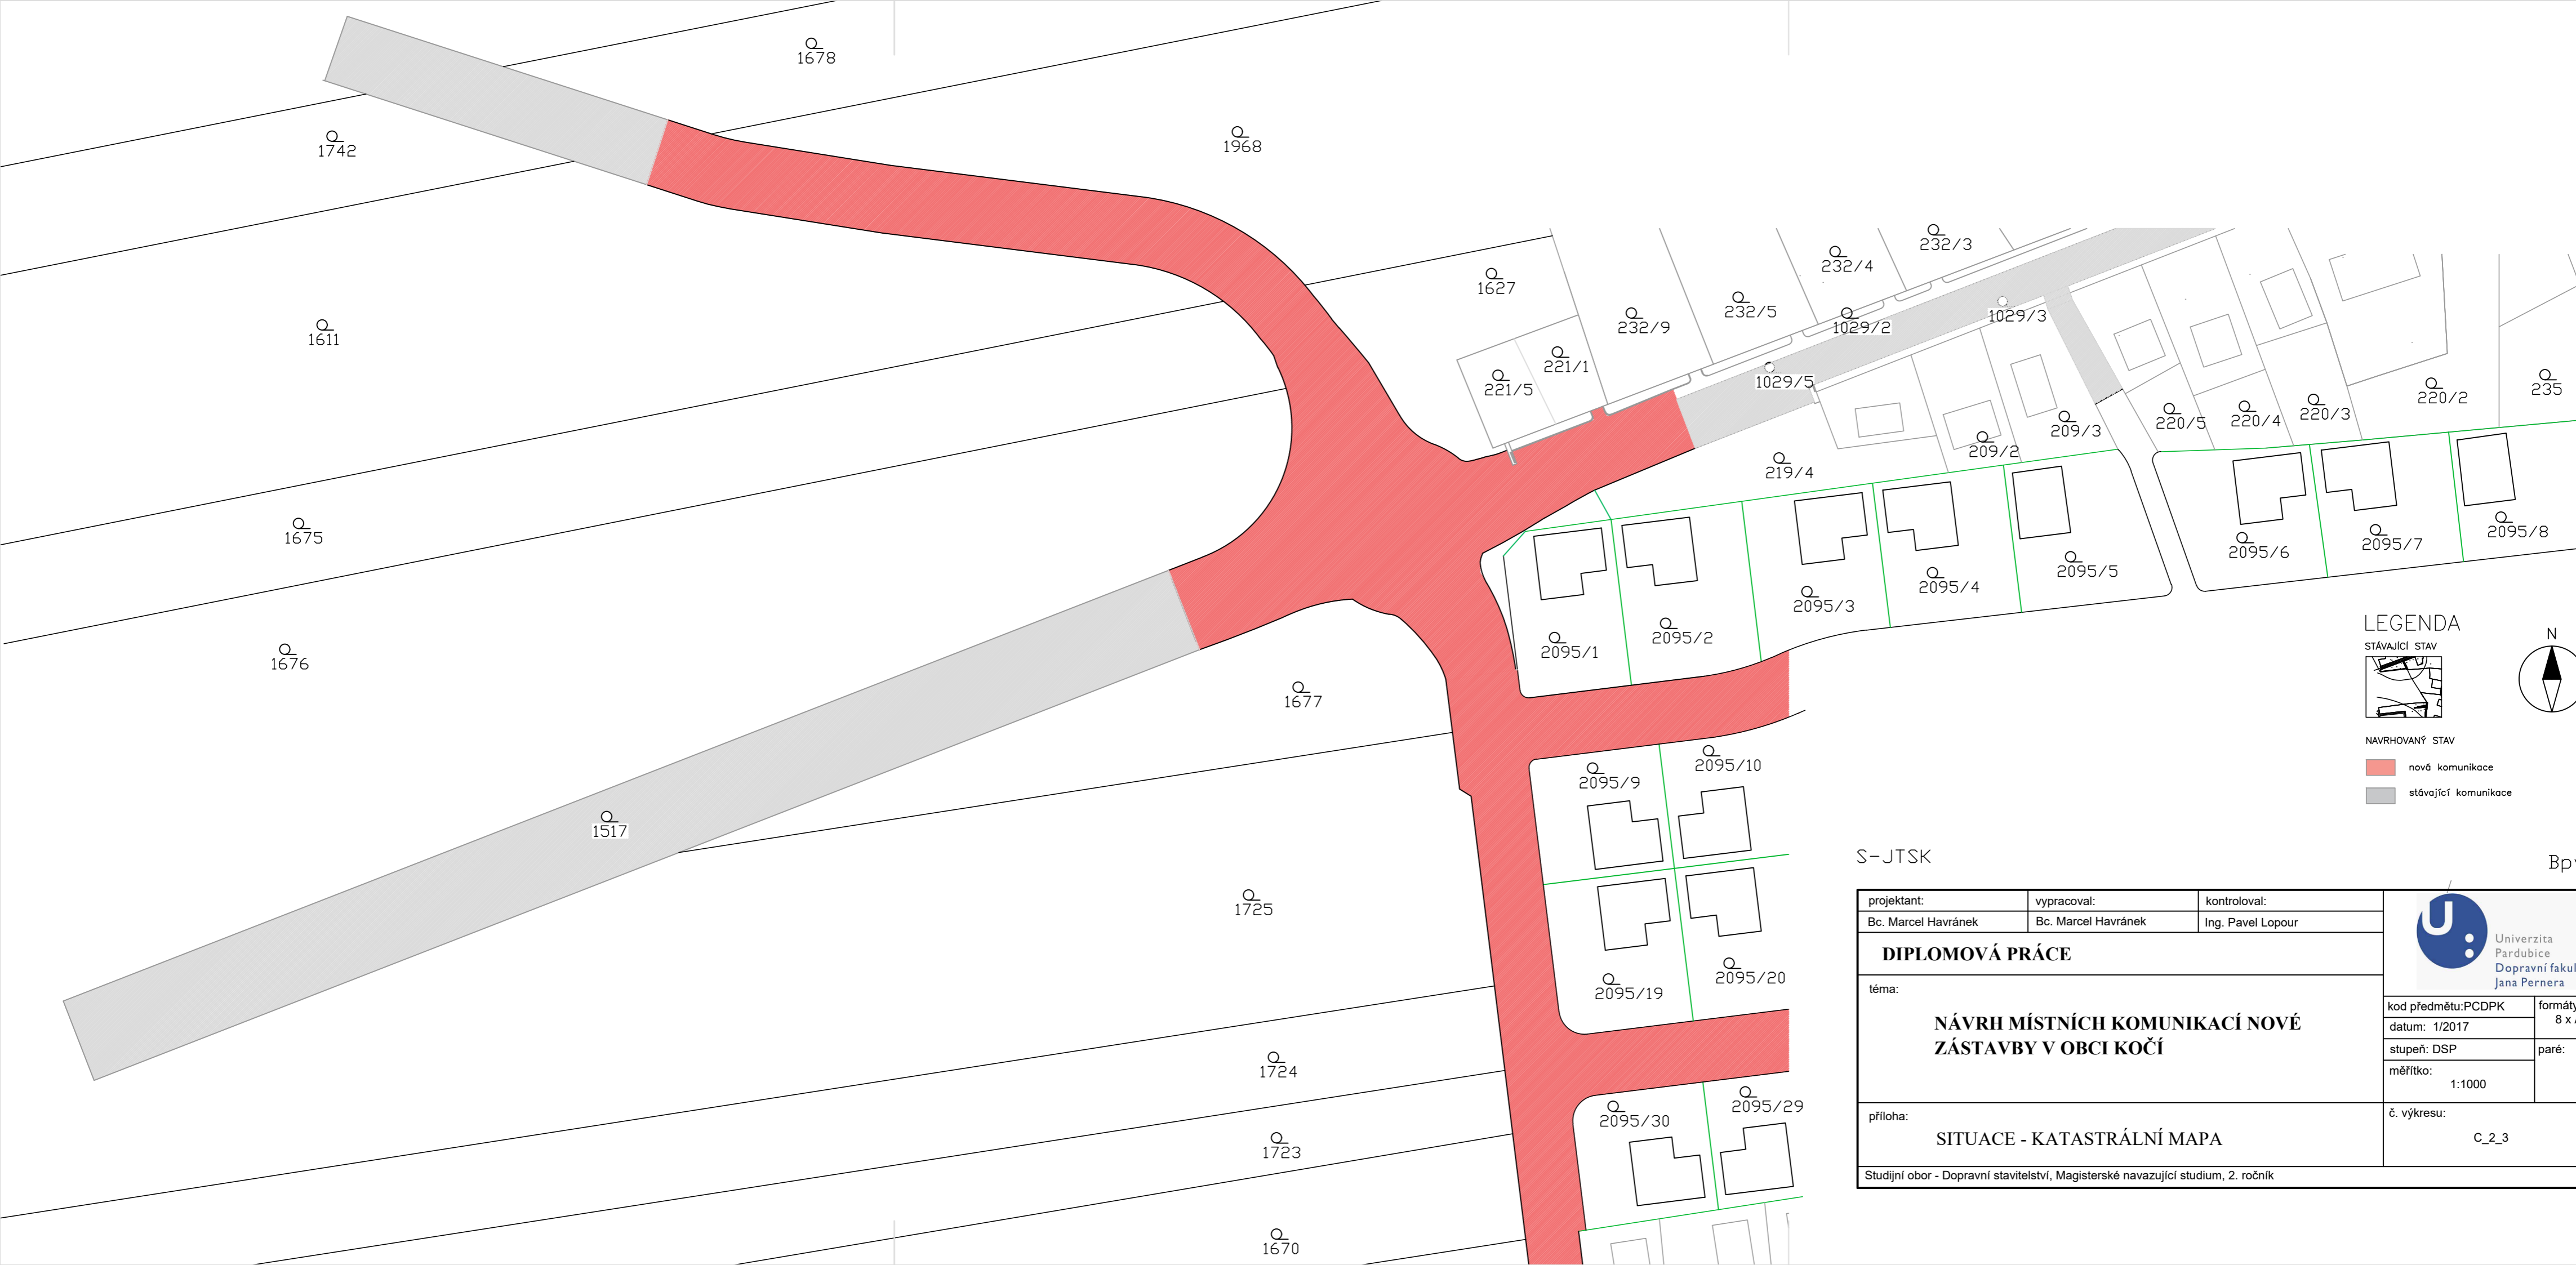 1678
1742
1968
1611
1627
232/3
232/4
232/5
232/9
1029/2
1029/3
1029/5
221/1
221/5
235
220/2
220/3
220/4
220/5
209/3
209/2
219/4
1675
1676
2095/8
2095/7
2095/6
2095/5
2095/4
2095/3
2095/2
2095/1
1677
2095/10
2095/9
1517
1725
2095/20
2095/19
1724
2095/29
2095/30
1723
1670
LEGENDA
STÁVAJÍCÍ STAV
N
NAVRHOVANÝ STAV
nová komunikace
stávající komunikace
S-JTSK
projektant:
vypracoval:
kontroloval:
Bc. Marcel Havránek
Bc. Marcel Havránek
Ing. Pavel Lopour
U
Univerzita
Pardubice
Dopravní fakul
Jana Pernera
DIPLOMOVÁ PRÁCE
téma:
NÁVRH MÍSTNÍCH KOMUNIKACÍ NOVÉ
ZÁSTAVBY V OBCI KOČÍ
kod předmětu:PCDPK
formáty
8 x
datum: 1/2017
stupeň: DSP
paré:
měřítko:
1:1000
příloha:
SITUACE - KATASTRÁLNÍ MAPA
č. výkresu:
C_2_3
Studijní obor - Dopravní stavitelství, Magisterské navazující studium, 2. ročník